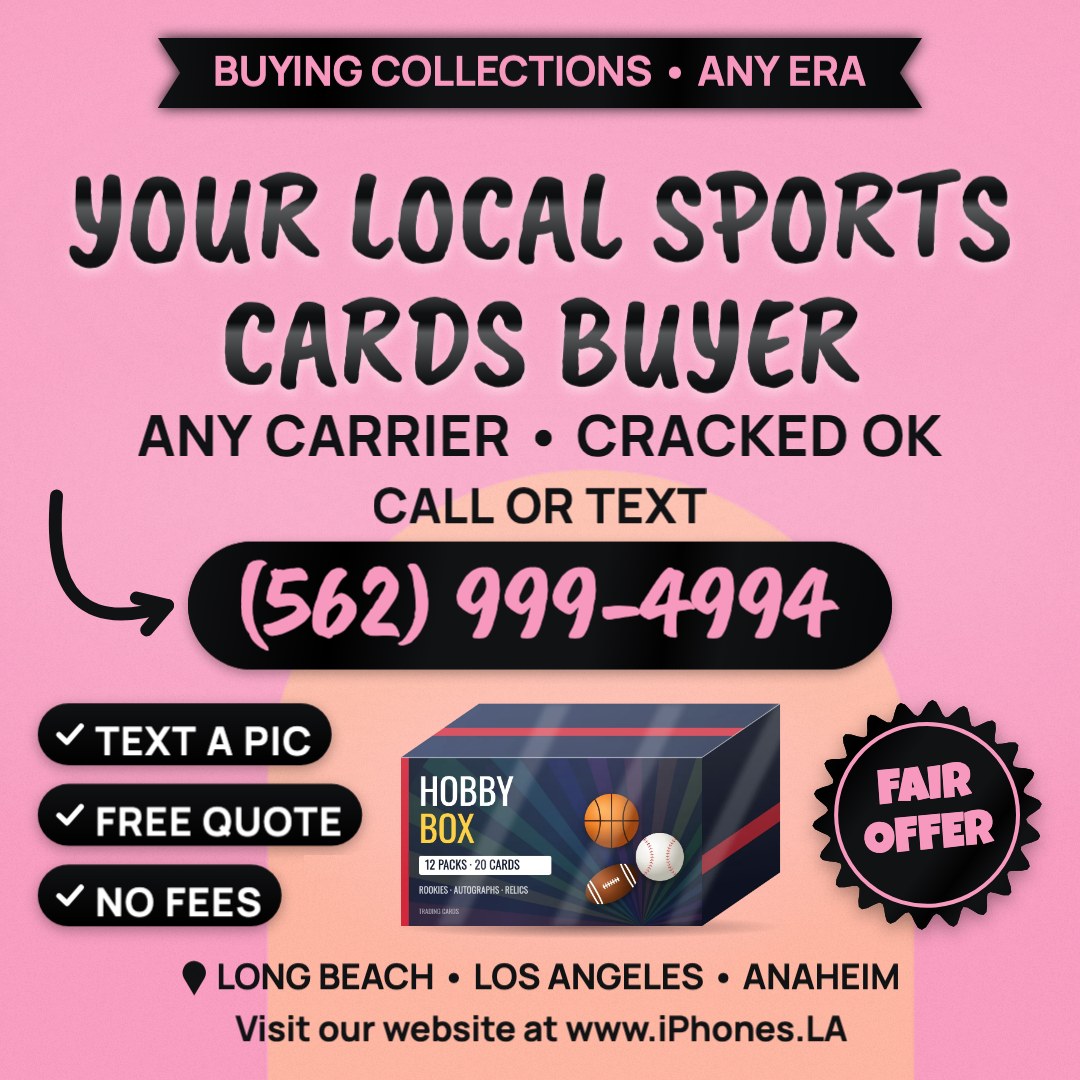 BUYING COLLECTIONS • ANY ERA
YOUR LOCAL SPORTS
CARDS BUYER
ANY CARRIER • CRACKED OK
CALL OR TEXT
(562) 999-4994
TEXT A PIC
FREE QUOTE
NO FEES
HOBBY
BOX
12 PACKS · 20 CARDS
ROOKIES · AUTOGRAPHS · RELICS
TRADING CARDS
FAIR
OFFER
LONG BEACH • LOS ANGELES • ANAHEIM
Visit our website at www.iPhones.LA